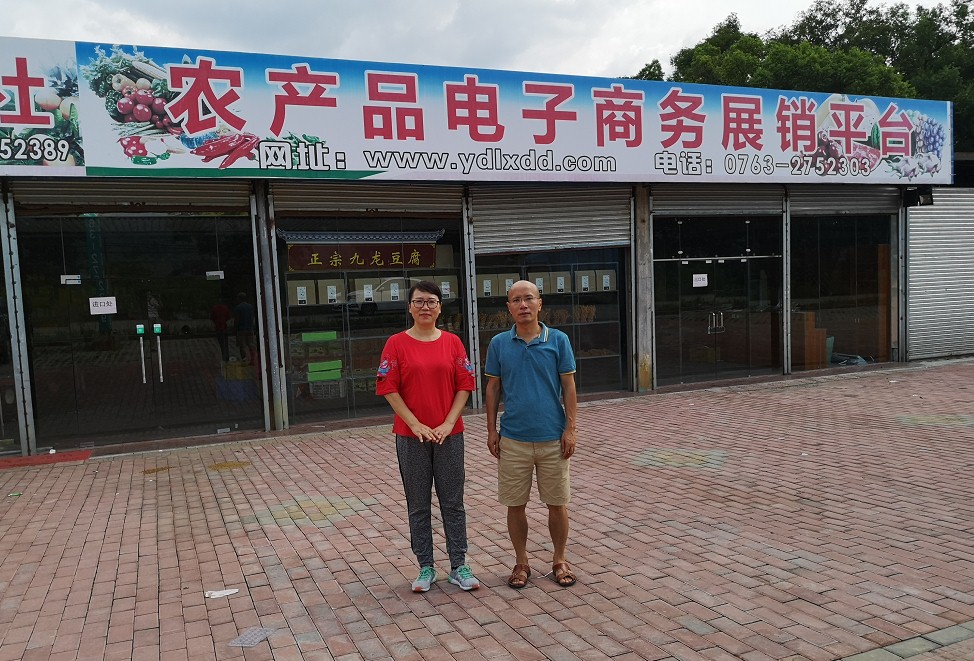 社
52389
农产品电子商务展销平台
网址：www.ydlxdd.com 电话：0763-2752303
正宗九龙豆腐
进口处